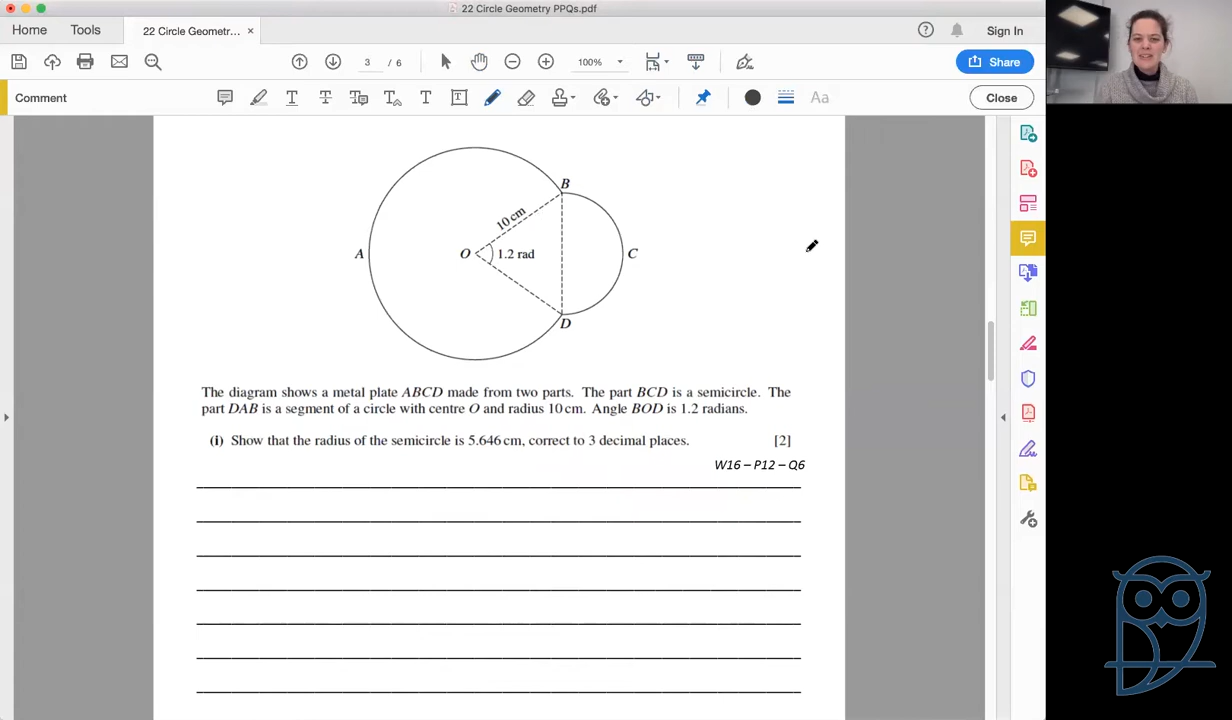 22 Circle Geometry PPQs.pdf
Home
Tools
22 Circle Geometr...
Sign In
3 / 6
100%
Share
Comment
Aa
Close
B
10 cm
A
O
1.2 rad
C
D
The diagram shows a metal plate ABCD made from two parts. The part BCD is a semicircle. The
part DAB is a segment of a circle with centre O and radius 10 cm. Angle BOD is 1.2 radians.
(i) Show that the radius of the semicircle is 5.646 cm, correct to 3 decimal places. [2]
W16 – P12 – Q6